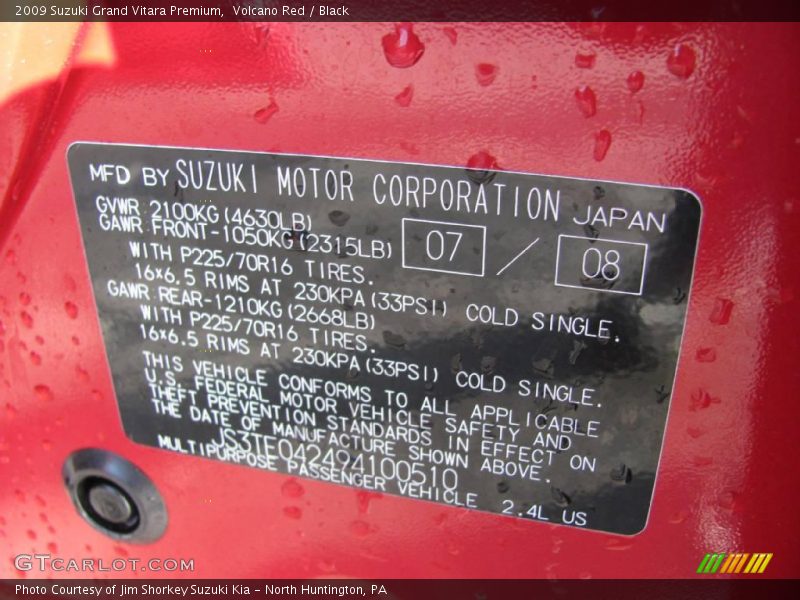 2009 Suzuki Grand Vitara Premium,  Volcano Red / Black
MFD BY SUZUKI MOTOR CORPORATION JAPAN
GVWR 2100KG(4630LB)
GAWR FRONT-1050KG(2315LB) 07 / 08
WITH P225/70R16 TIRES.
16×6.5 RIMS AT 230KPA(33PSI) COLD SINGLE.
GAWR REAR-1210KG(2668LB)
WITH P225/70R16 TIRES.
16×6.5 RIMS AT 230KPA(33PSI) COLD SINGLE.
THIS VEHICLE CONFORMS TO ALL APPLICABLE
U.S. FEDERAL MOTOR VEHICLE SAFETY AND
THEFT PREVENTION STANDARDS IN EFFECT ON
THE DATE OF MANUFACTURE SHOWN ABOVE.
JS3TE042494100510
MULTIPURPOSE PASSENGER VEHICLE 2.4L US
GTCARLOT.COM
Photo Courtesy of Jim Shorkey Suzuki Kia – North Huntington, PA